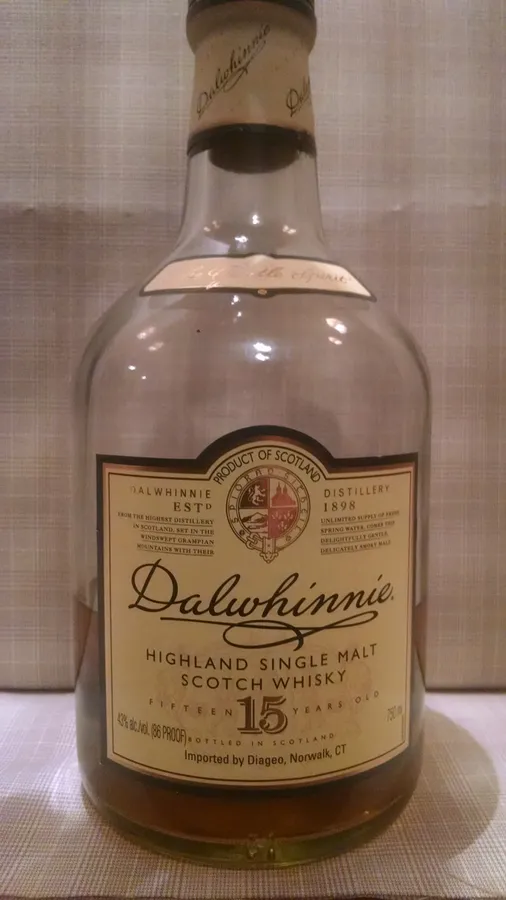 Dalwhinnie
Dalw
PRODUCT OF SCOTLAND
DALWHINNIE
ESTD
FROM THE HIGHEST DISTILLERY
IN SCOTLAND, SET IN THE
WINDSWEPT GRAMPIAN
MOUNTAINS WITH THEIR
DISTILLERY
1898
UNLIMITED SUPPLY OF FRESH
SPRING WATER, COMES THIS
DELIGHTFULLY GENTLE,
DELICATELY SMOKY MALT.
Dalwhinnie.
HIGHLAND SINGLE MALT
SCOTCH WHISKY
FIFTEEN 15 YEARS OLD
43% alc./vol. (86 PROOF)
750 ml
BOTTLED IN SCOTLAND
Imported by Diageo, Norwalk, CT